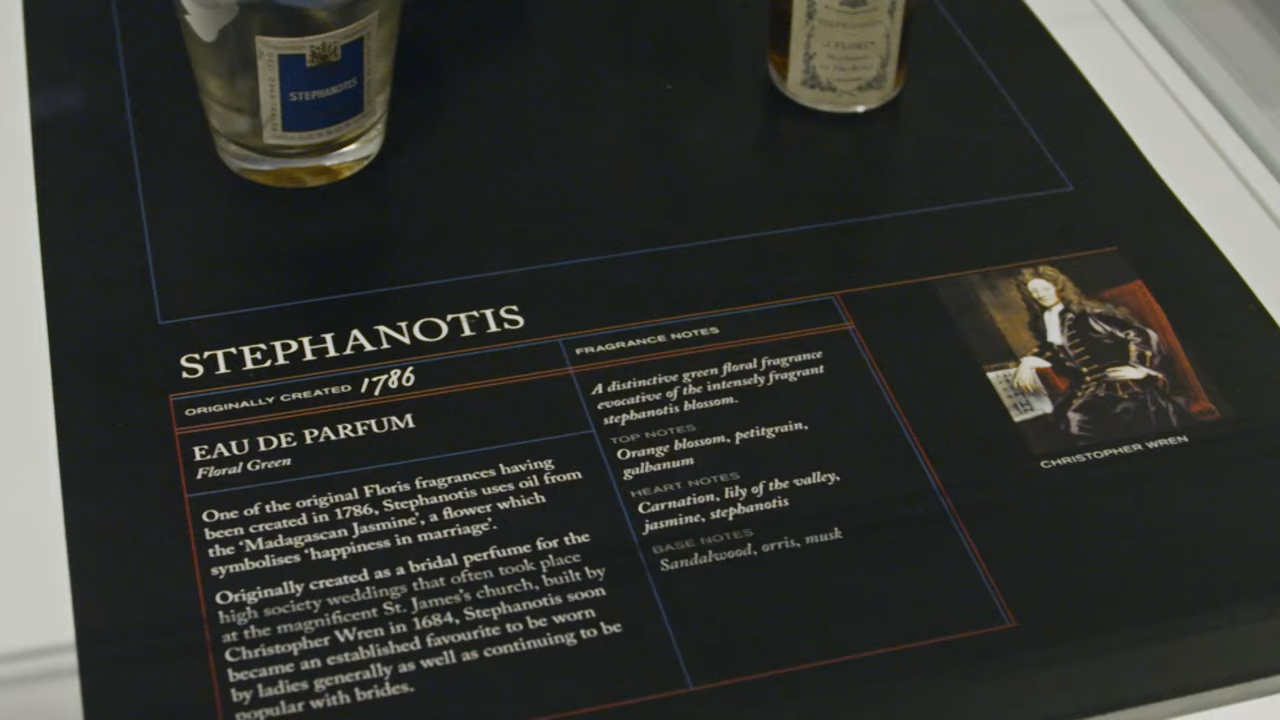 STEPHANOTIS
STEPHANOTIS
J. FLORIS
STEPHANOTIS
ORIGINALLY CREATED 1786
EAU DE PARFUM
Floral Green
One of the original Floris fragrances having
been created in 1786, Stephanotis uses oil from
the 'Madagascan Jasmine', a flower which
symbolises 'happiness in marriage'.
Originally created as a bridal perfume for the
high society weddings that often took place
at the magnificent St. James's church, built by
Christopher Wren in 1684, Stephanotis soon
became an established favourite to be worn
by ladies generally as well as continuing to be
popular with brides.
FRAGRANCE NOTES
A distinctive green floral fragrance
evocative of the intensely fragrant
stephanotis blossom.
TOP NOTES
Orange blossom, petitgrain,
galbanum
HEART NOTES
Carnation, lily of the valley,
jasmine, stephanotis
BASE NOTES
Sandalwood, orris, musk
CHRISTOPHER WREN